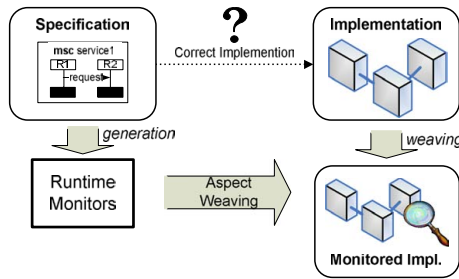 Specification
?
Implementation
msc service1
R1 R2
request
Correct Implemention
generation
weaving
Runtime
Monitors
Aspect
Weaving
Monitored Impl.